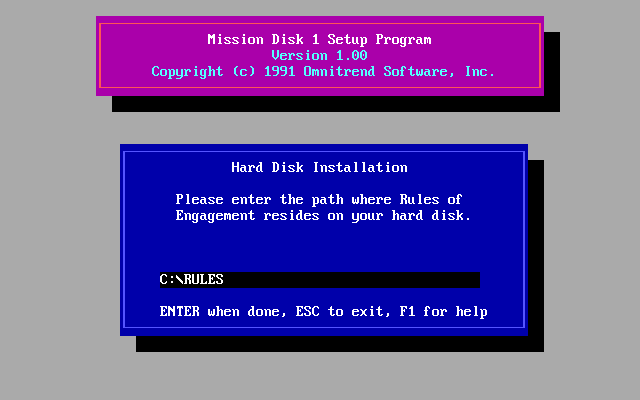 Mission Disk 1 Setup Program
Version 1.00
Copyright (c) 1991 Omnitrend Software, Inc.
Hard Disk Installation
Please enter the path where Rules of
Engagement resides on your hard disk.
C:\RULES
ENTER when done, ESC to exit, F1 for help